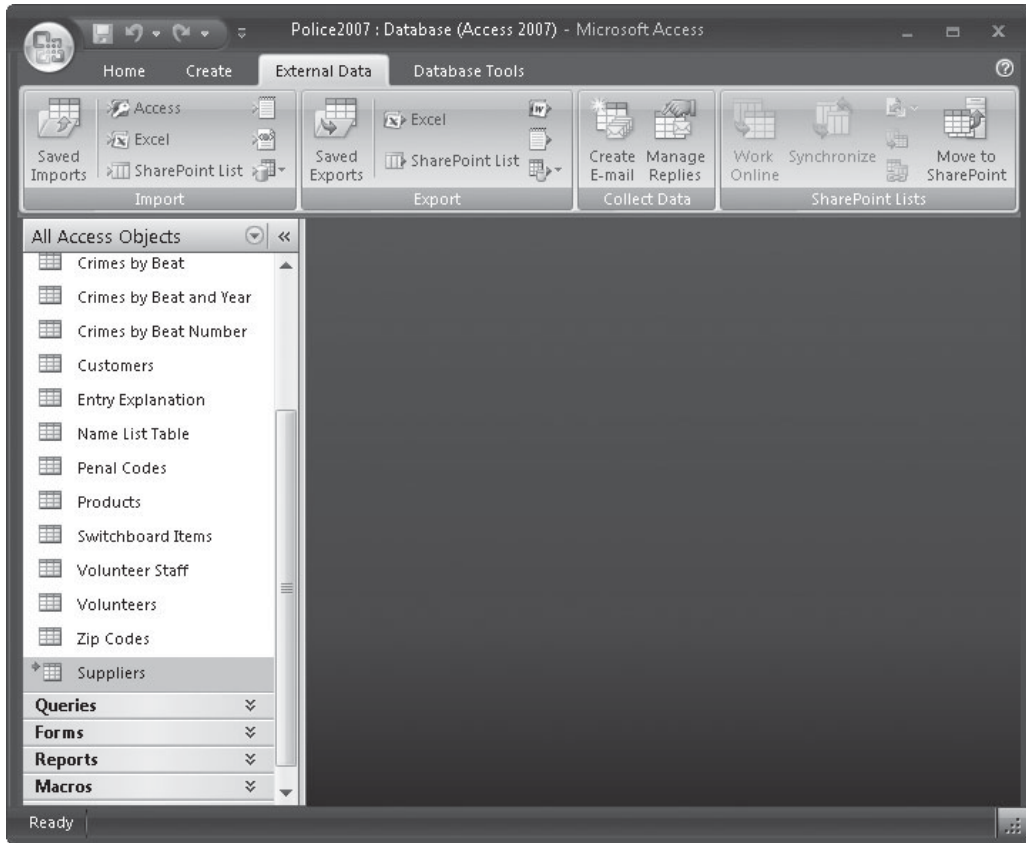 Police2007 : Database (Access 2007) - Microsoft Access
Home Create External Data Database Tools
Saved Imports
Access
Excel
SharePoint List
Import
Saved Exports
Excel
SharePoint List
Export
Create E-mail
Manage Replies
Collect Data
Work Online
Synchronize
Move to SharePoint
SharePoint Lists
All Access Objects
Crimes by Beat
Crimes by Beat and Year
Crimes by Beat Number
Customers
Entry Explanation
Name List Table
Penal Codes
Products
Switchboard Items
Volunteer Staff
Volunteers
Zip Codes
Suppliers
Queries
Forms
Reports
Macros
Ready